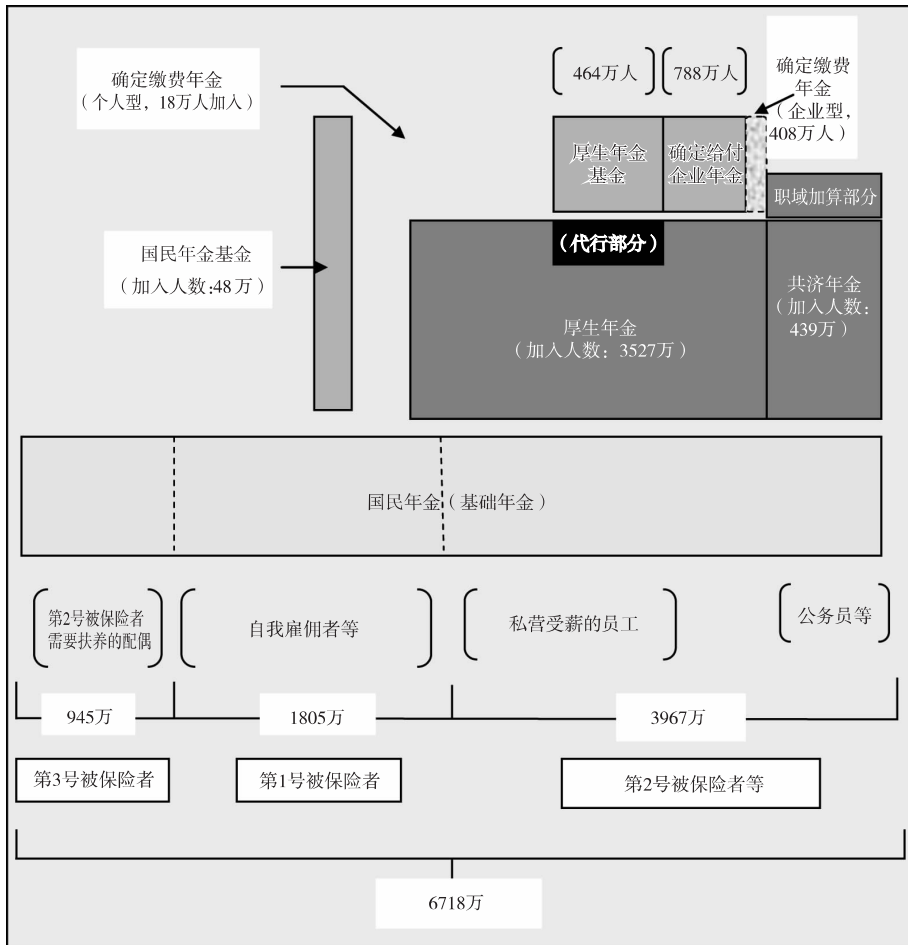 确定缴费年金
（个人型，18万人加入）
464万人
788万人
确定缴费
年金
（企业型，
408万人）
厚生年金
基金
确定给付
企业年金
职域加算部分
国民年金基金
（加入人数:48万）
（代行部分）
厚生年金
（加入人数：3527万）
共济年金
（加入人数：
439万）
国民年金（基础年金）
第2号被保险者
需要扶养的配偶
自我雇佣者等
私营受薪的员工
公务员等
945万
1805万
3967万
第3号被保险者
第1号被保险者
第2号被保险者等
6718万